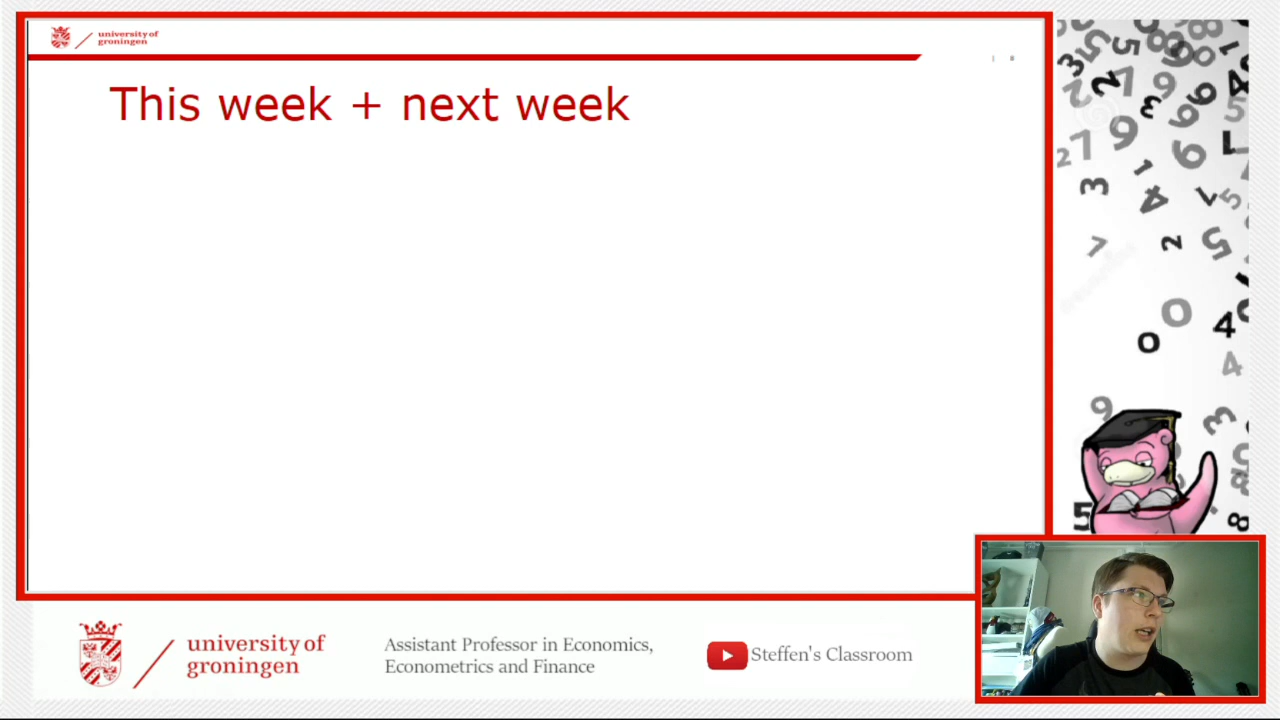 university of
groningen
This week + next week
university of
groningen
Assistant Professor in Economics,
Econometrics and Finance
Steffen's Classroom